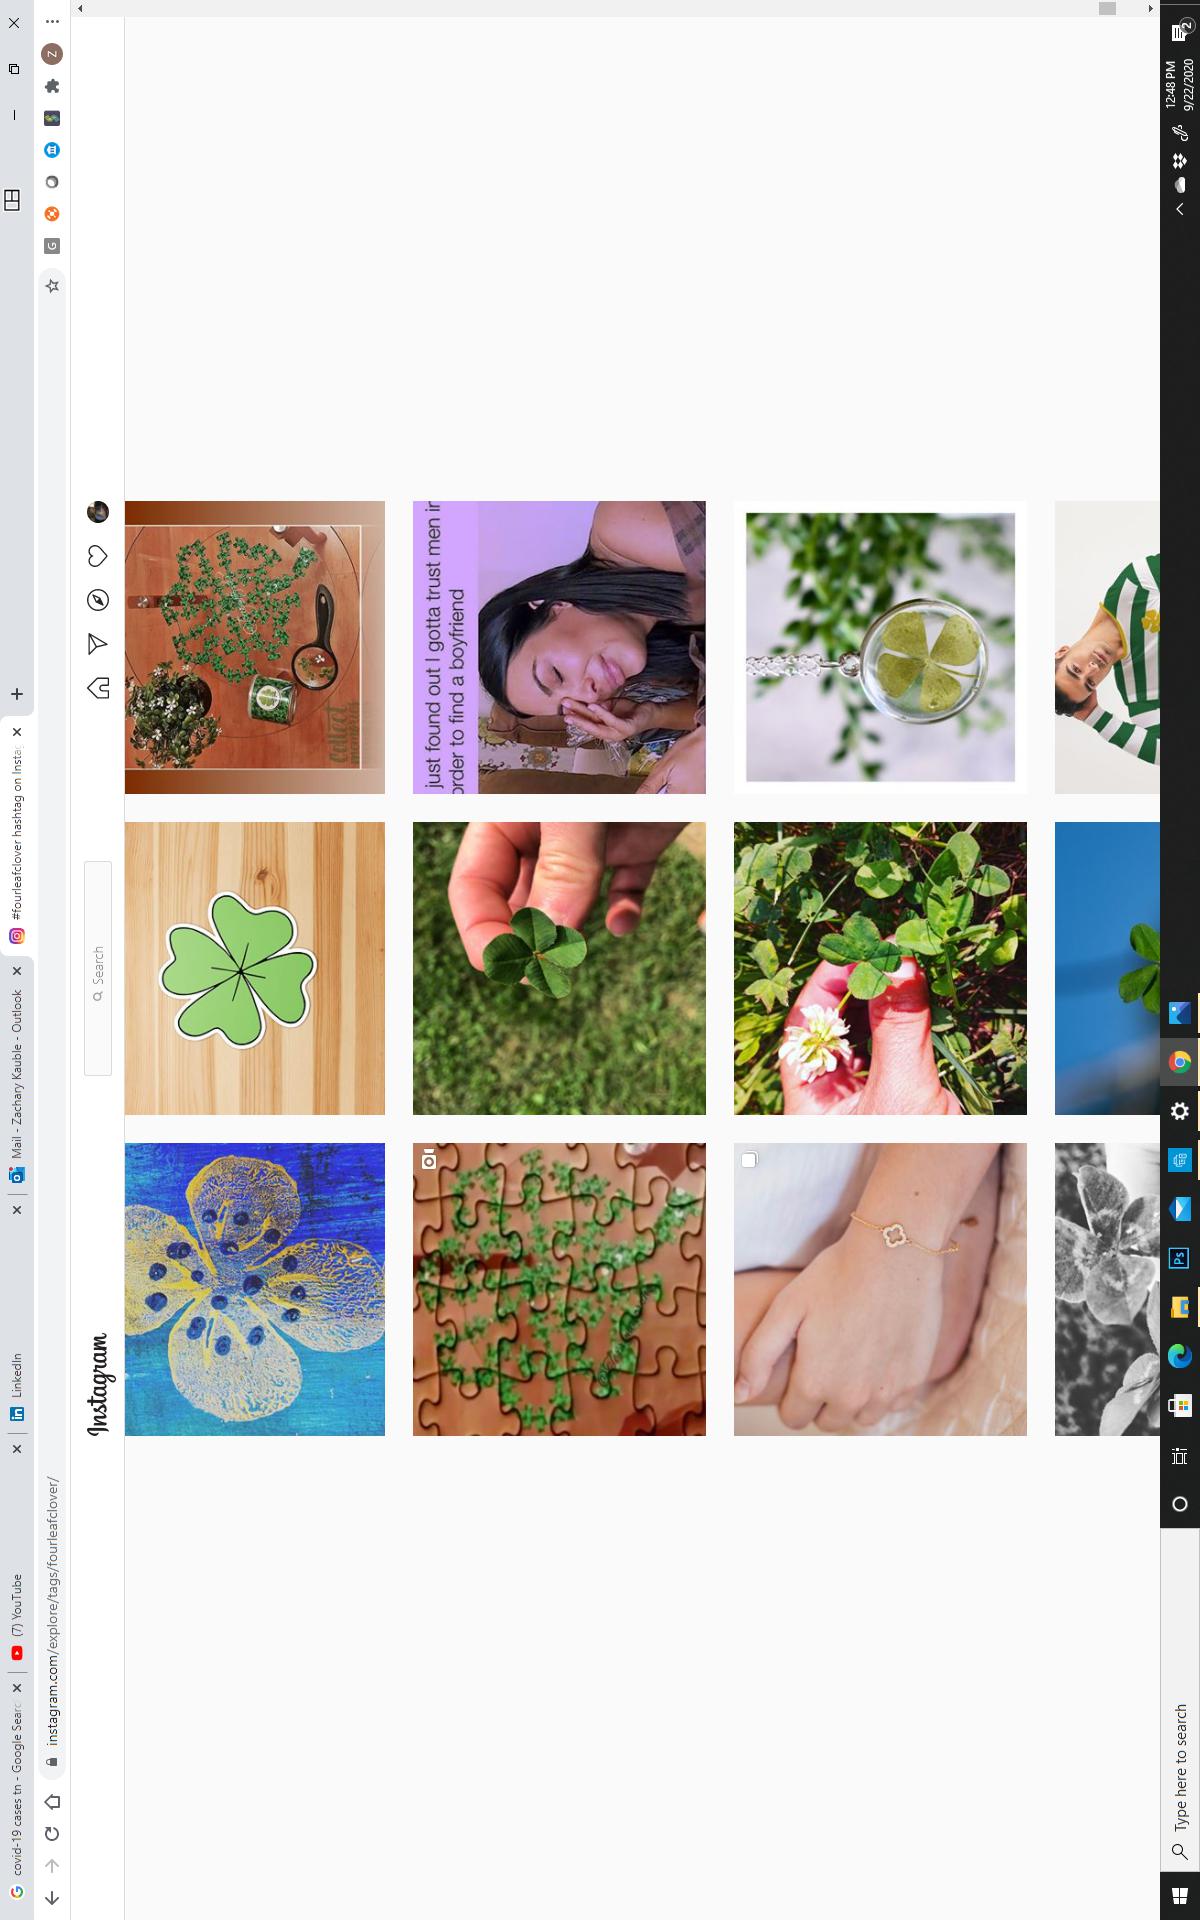 covid-19 cases tn - Google Searc
(7) YouTube
LinkedIn
Mail - Zachary Kauble - Outlook
#fourleafclover hashtag on Insta
instagram.com/explore/tags/fourleafclover/
G
Z
Instagram
Search
just found out I gotta trust men in
order to find a boyfriend
Type here to search
Ps
12:48 PM
9/22/2020
2